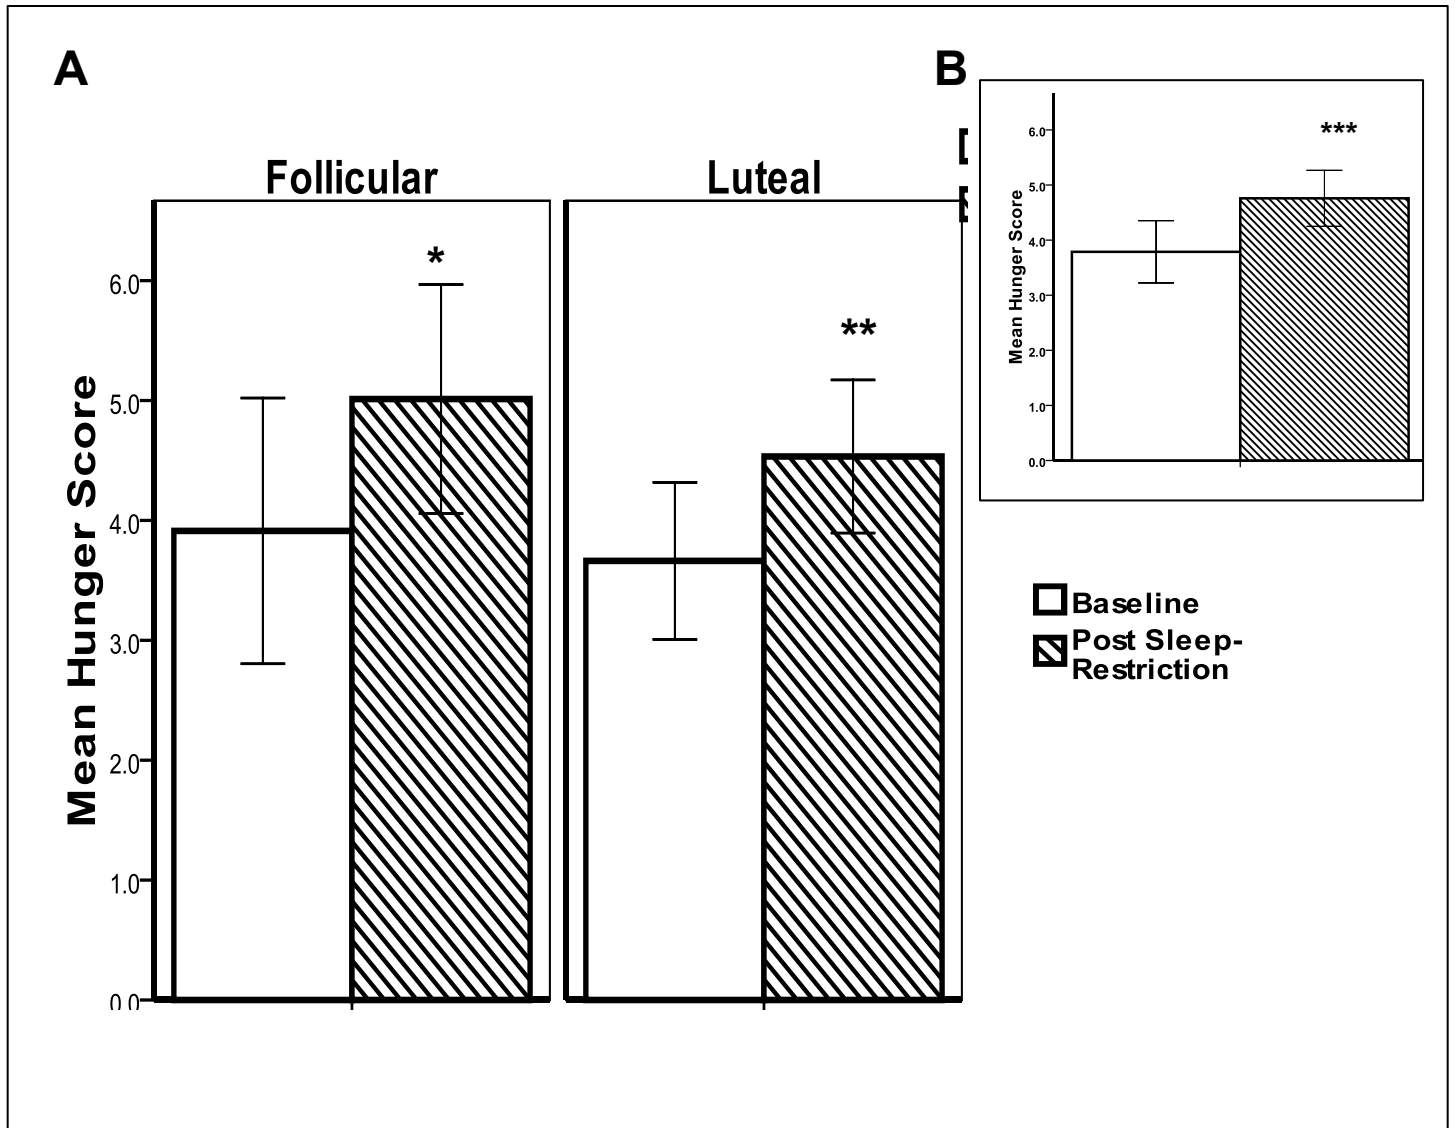 A
B
Follicular
Luteal
*
**
6.0
5.0
4.0
3.0
2.0
1.0
0.0
Mean Hunger Score
***
6.0
5.0
4.0
3.0
2.0
1.0
0.0
Mean Hunger Score
Baseline
Post Sleep-
Restriction